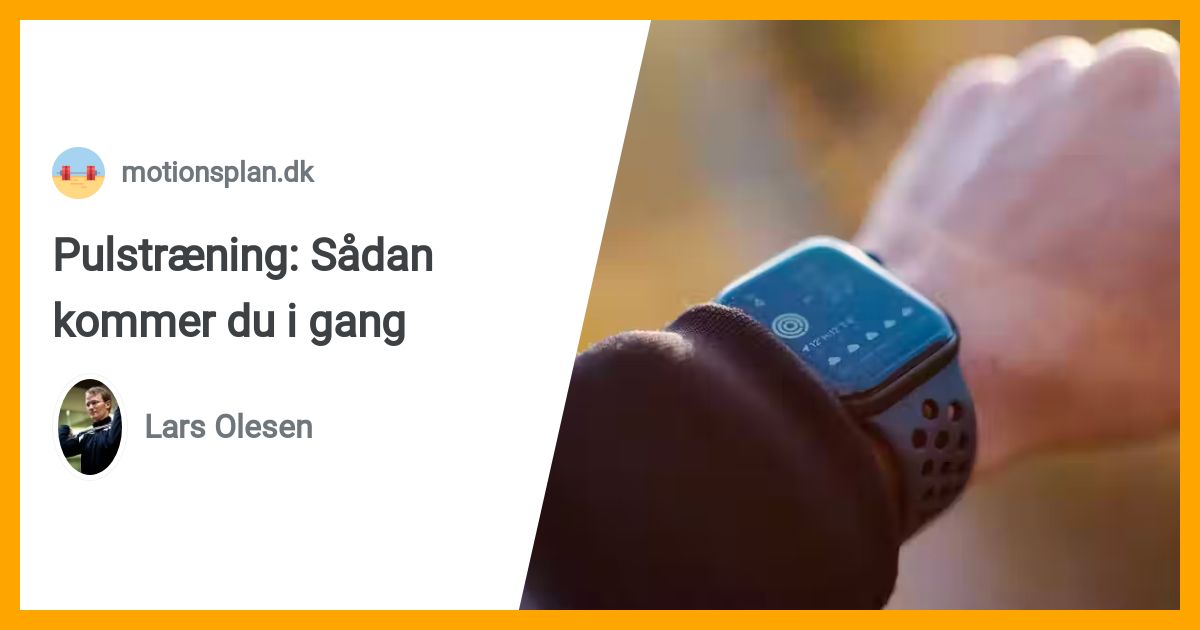 motionsplan.dk
Pulstræning: Sådan
kommer du i gang
Lars Olesen